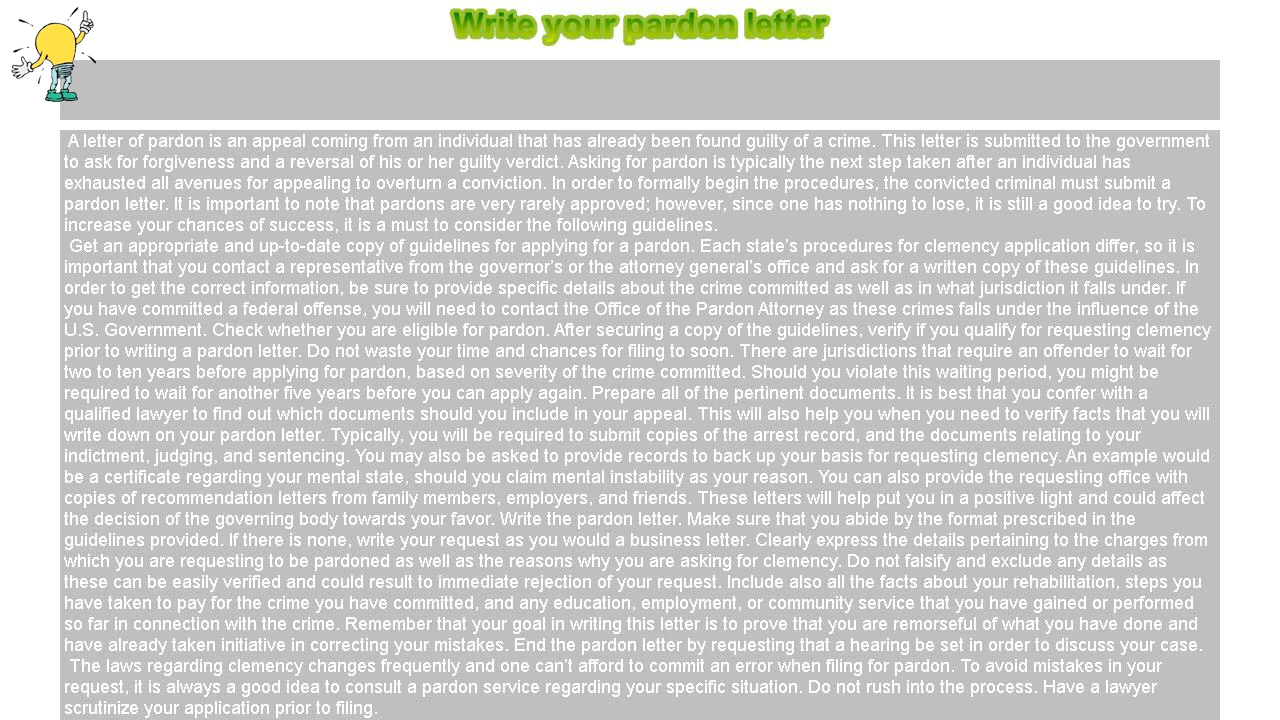 Write your pardon letter
A letter of pardon is an appeal coming from an individual that has already been found guilty of a crime. This letter is submitted to the government
to ask for forgiveness and a reversal of his or her guilty verdict. Asking for pardon is typically the next step taken after an individual has
exhausted all avenues for appealing to overturn a conviction. In order to formally begin the procedures, the convicted criminal must submit a
pardon letter. It is important to note that pardons are very rarely approved; however, since one has nothing to lose, it is still a good idea to try. To
increase your chances of success, it is a must to consider the following guidelines.
Get an appropriate and up-to-date copy of guidelines for applying for a pardon. Each state’s procedures for clemency application differ, so it is
important that you contact a representative from the governor’s or the attorney general’s office and ask for a written copy of these guidelines. In
order to get the correct information, be sure to provide specific details about the crime committed as well as in what jurisdiction it falls under. If
you have committed a federal offense, you will need to contact the Office of the Pardon Attorney as these crimes falls under the influence of the
U.S. Government. Check whether you are eligible for pardon. After securing a copy of the guidelines, verify if you qualify for requesting clemency
prior to writing a pardon letter. Do not waste your time and chances for filing to soon. There are jurisdictions that require an offender to wait for
two to ten years before applying for pardon, based on severity of the crime committed. Should you violate this waiting period, you might be
required to wait for another five years before you can apply again. Prepare all of the pertinent documents. It is best that you confer with a
qualified lawyer to find out which documents should you include in your appeal. This will also help you when you need to verify facts that you will
write down on your pardon letter. Typically, you will be required to submit copies of the arrest record, and the documents relating to your
indictment, judging, and sentencing. You may also be asked to provide records to back up your basis for requesting clemency. An example would
be a certificate regarding your mental state, should you claim mental instability as your reason. You can also provide the requesting office with
copies of recommendation letters from family members, employers, and friends. These letters will help put you in a positive light and could affect
the decision of the governing body towards your favor. Write the pardon letter. Make sure that you abide by the format prescribed in the
guidelines provided. If there is none, write your request as you would a business letter. Clearly express the details pertaining to the charges from
which you are requesting to be pardoned as well as the reasons why you are asking for clemency. Do not falsify and exclude any details as
these can be easily verified and could result to immediate rejection of your request. Include also all the facts about your rehabilitation, steps you
have taken to pay for the crime you have committed, and any education, employment, or community service that you have gained or performed
so far in connection with the crime. Remember that your goal in writing this letter is to prove that you are remorseful of what you have done and
have already taken initiative in correcting your mistakes. End the pardon letter by requesting that a hearing be set in order to discuss your case.
The laws regarding clemency changes frequently and one can’t afford to commit an error when filing for pardon. To avoid mistakes in your
request, it is always a good idea to consult a pardon service regarding your specific situation. Do not rush into the process. Have a lawyer
scrutinize your application prior to filing.